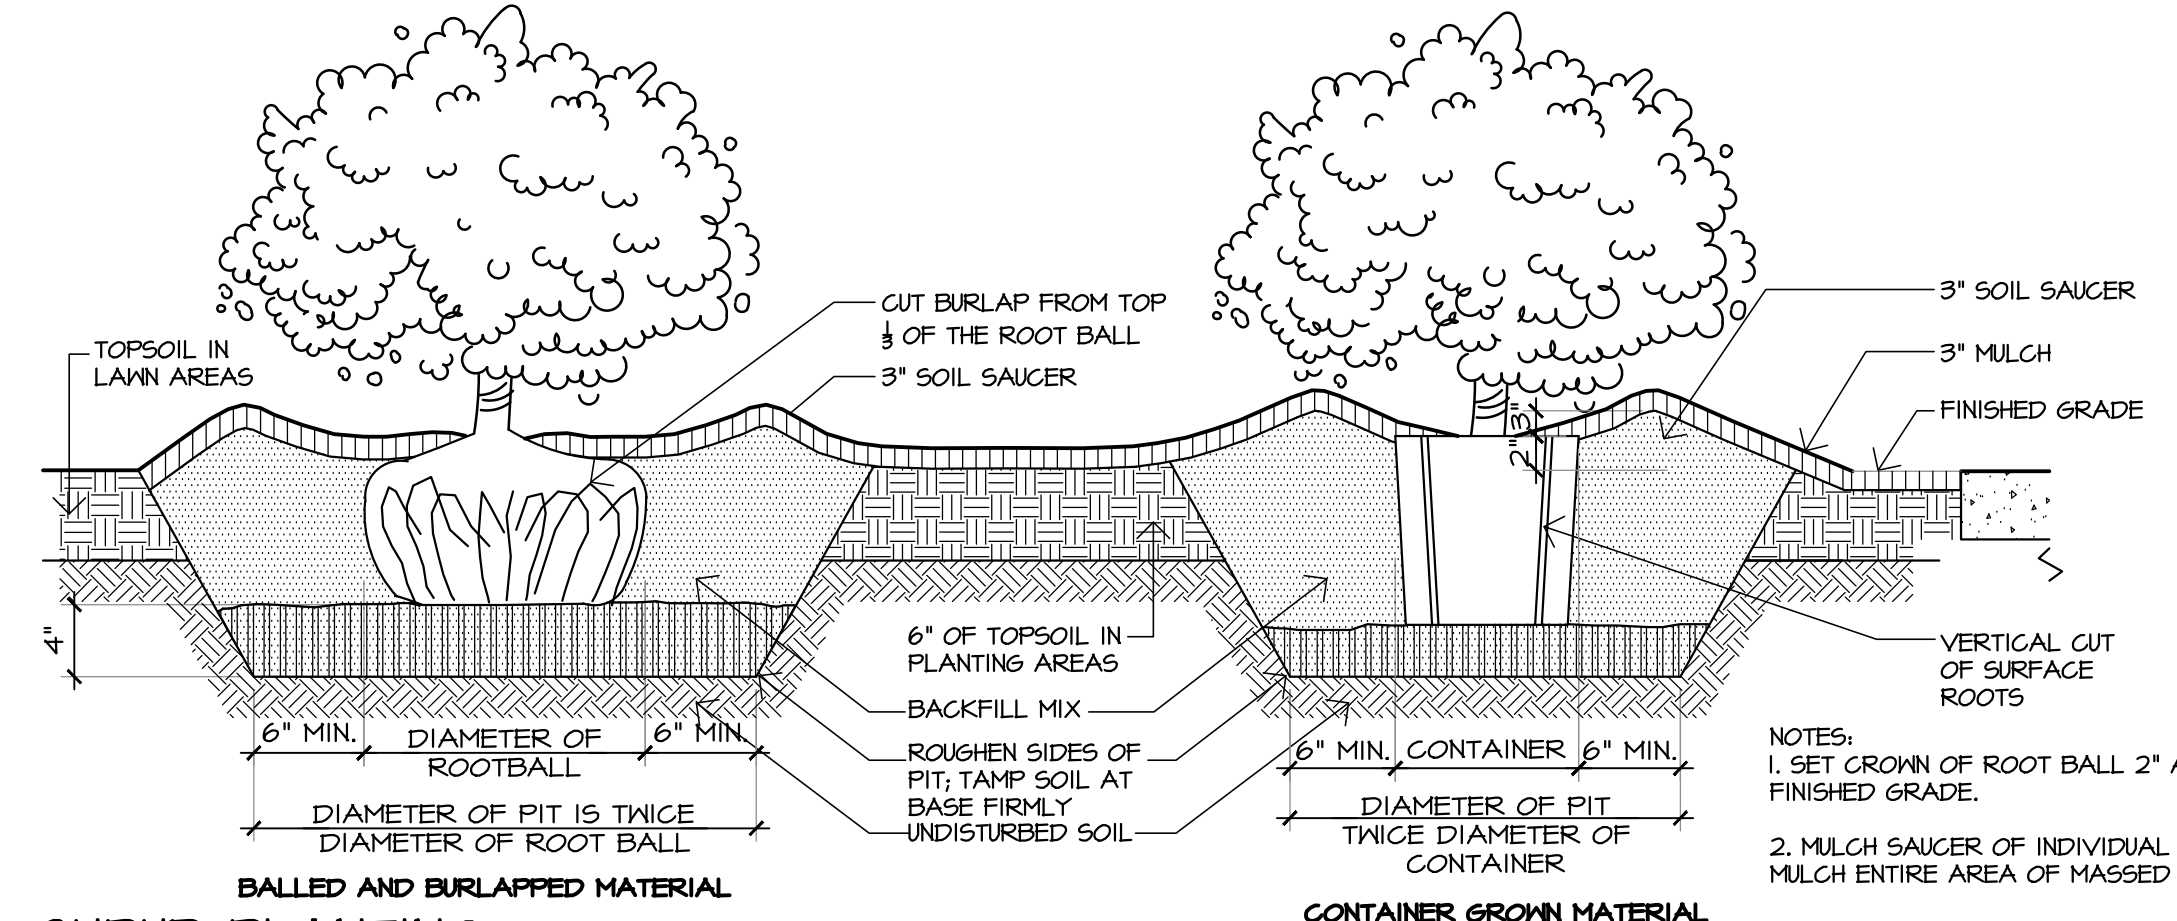 TOPSOIL IN
LAWN AREAS
CUT BURLAP FROM TOP
1/3 OF THE ROOT BALL
3" SOIL SAUCER
3" SOIL SAUCER
3" MULCH
FINISHED GRADE
3"
2"
4"
6" OF TOPSOIL IN
PLANTING AREAS
BACKFILL MIX
ROUGHEN SIDES OF
PIT; TAMP SOIL AT
BASE FIRMLY
UNDISTURBED SOIL
VERTICAL CUT
OF SURFACE
ROOTS
6" MIN.
DIAMETER OF
ROOTBALL
6" MIN.
DIAMETER OF PIT IS TWICE
DIAMETER OF ROOT BALL
BALLED AND BURLAPPED MATERIAL
6" MIN.
CONTAINER
6" MIN.
DIAMETER OF PIT
TWICE DIAMETER OF
CONTAINER
CONTAINER GROWN MATERIAL
NOTES:
1. SET CROWN OF ROOT BALL 2"
FINISHED GRADE.
2. MULCH SAUCER OF INDIVIDUAL
MULCH ENTIRE AREA OF MASSED